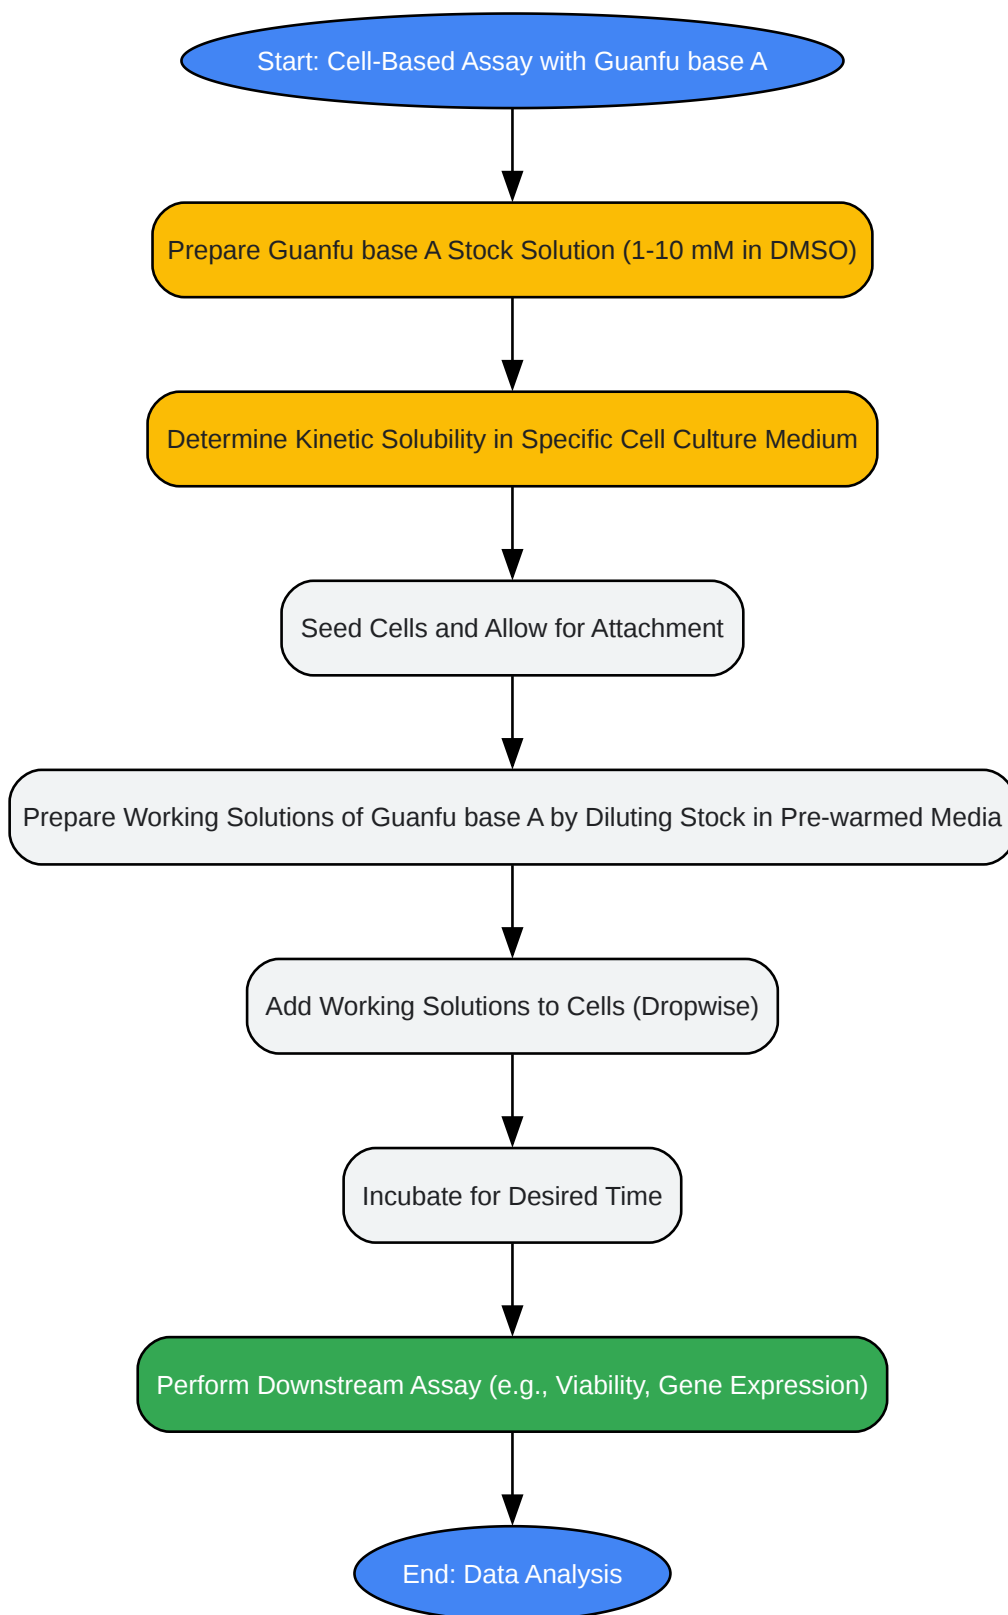 Start: Cell-Based Assay with Guanfu base A
Prepare Guanfu base A Stock Solution (1-10 mM in DMSO)
Determine Kinetic Solubility in Specific Cell Culture Medium
Seed Cells and Allow for Attachment
Prepare Working Solutions of Guanfu base A by Diluting Stock in Pre-warmed Media
Add Working Solutions to Cells (Dropwise)
Incubate for Desired Time
Perform Downstream Assay (e.g., Viability, Gene Expression)
End: Data Analysis